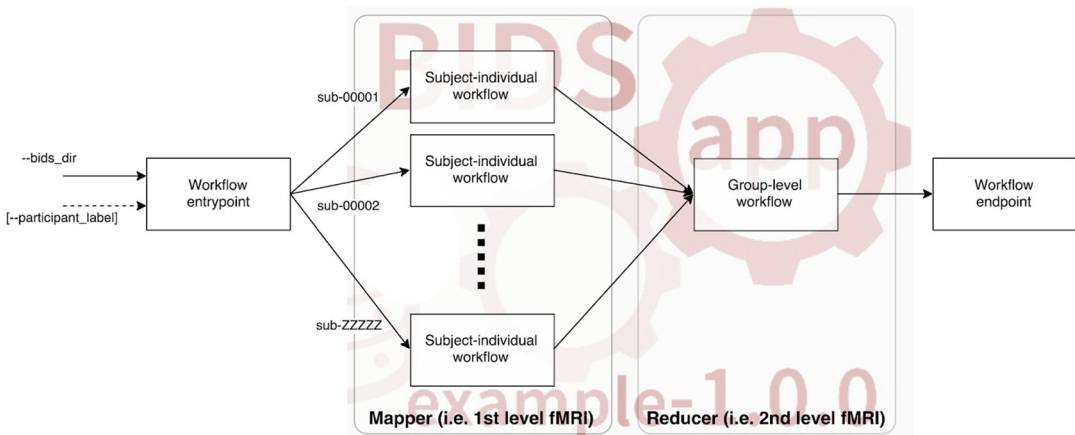 BIDS
app
example-1.0.0
--bids_dir
[--participant_label]
Workflow
entrypoint
sub-00001
sub-00002
sub-ZZZZZ
Subject-individual
workflow
Subject-individual
workflow
Subject-individual
workflow
Group-level
workflow
Workflow
endpoint
Mapper (i.e. 1st level fMRI)
Reducer (i.e. 2nd level fMRI)